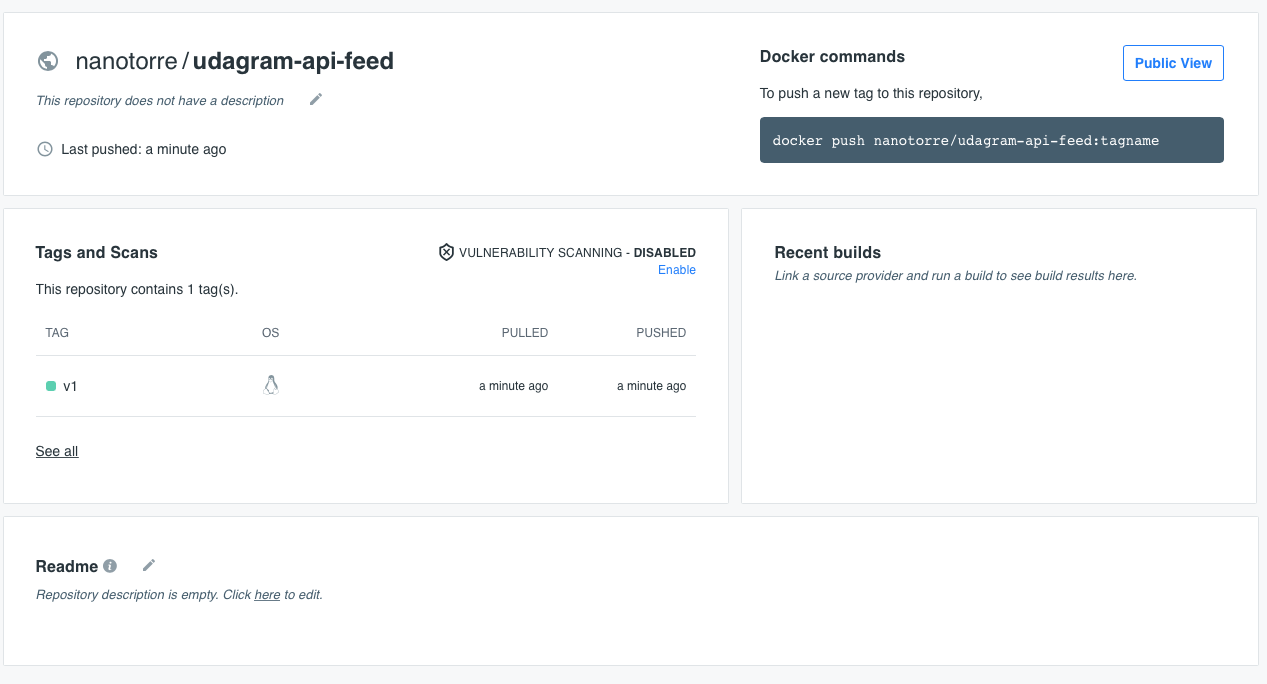 nanotorre / udagram-api-feed
This repository does not have a description
Last pushed: a minute ago
Docker commands
Public View
To push a new tag to this repository,
docker push nanotorre/udagram-api-feed:tagname
Tags and Scans
VULNERABILITY SCANNING - DISABLED
Enable
This repository contains 1 tag(s).
TAG OS PULLED PUSHED
v1 a minute ago a minute ago
See all
Recent builds
Link a source provider and run a build to see build results here.
Readme
Repository description is empty. Click here to edit.